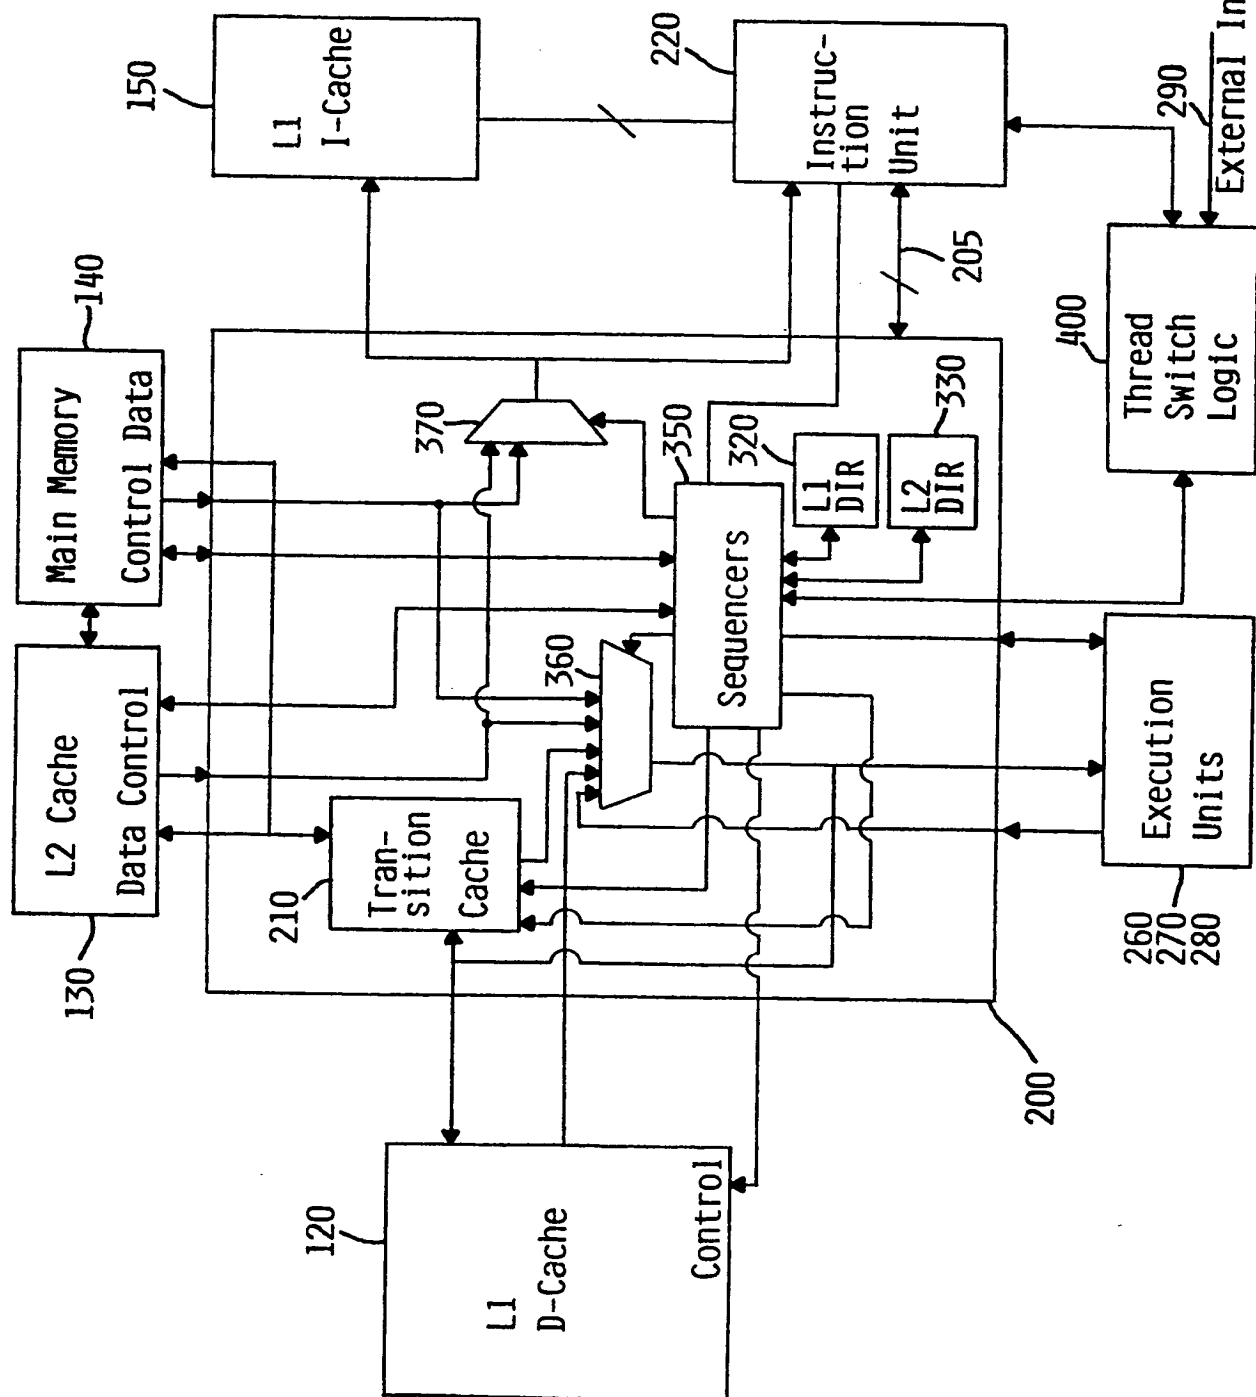 L1
I-Cache
150
220
Instruc-
tion
Unit
290
External In
140
Main Memory
Control Data
370
350
320
L1
DIR
330
L2
DIR
205
400
Thread
Switch
Logic
L2 Cache
Data Control
130
360
Sequencers
210
Tran-
sition
Cache
Execution
Units
260
270
280
200
120
L1
D-Cache
Control